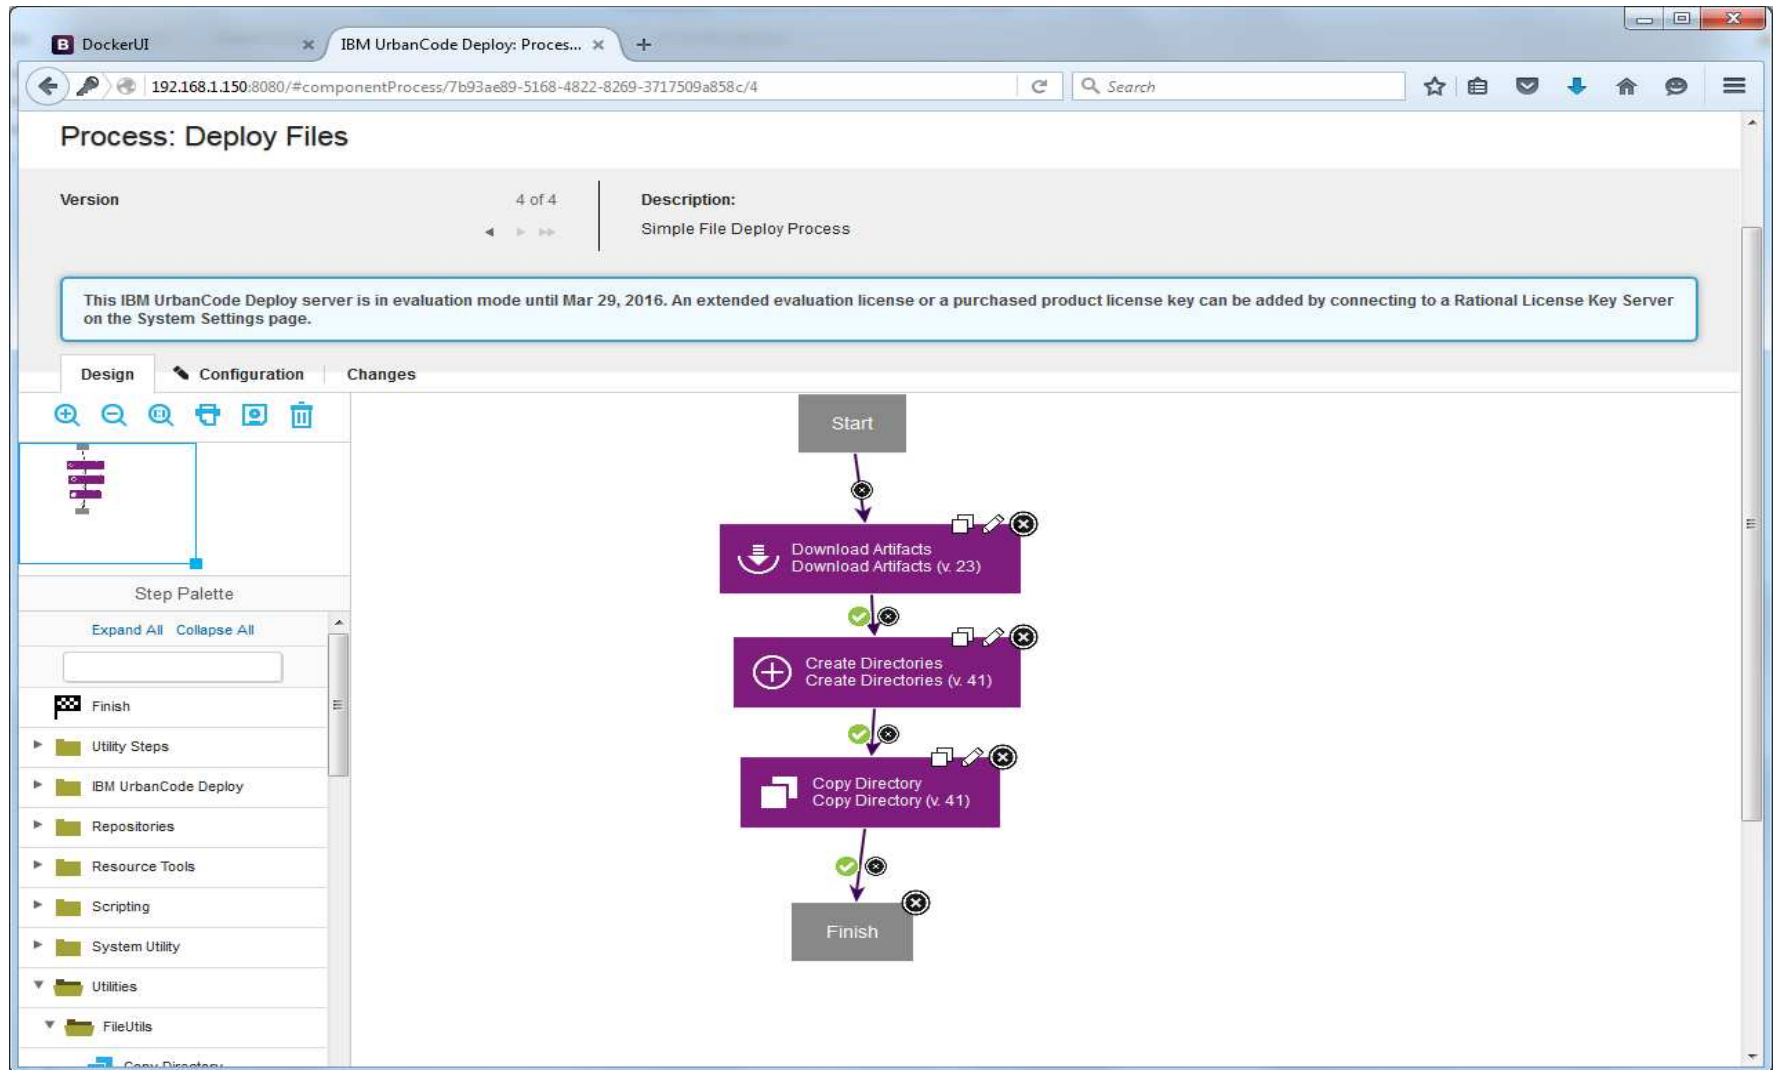 DockerUI
IBM UrbanCode Deploy: Proces...
192.168.1.150:8080/#componentProcess/7b93ae89-5168-4822-8269-3717509a858c/4
Search
Process: Deploy Files
Version
4 of 4
Description:
Simple File Deploy Process
This IBM UrbanCode Deploy server is in evaluation mode until Mar 29, 2016. An extended evaluation license or a purchased product license key can be added by connecting to a Rational License Key Server
on the System Settings page.
Design
Configuration
Changes
Step Palette
Expand All Collapse All
Finish
Utility Steps
IBM UrbanCode Deploy
Repositories
Resource Tools
Scripting
System Utility
Utilities
FileUtils
Copy Directory
Start
Download Artifacts
Download Artifacts (v. 23)
Create Directories
Create Directories (v. 41)
Copy Directory
Copy Directory (v. 41)
Finish